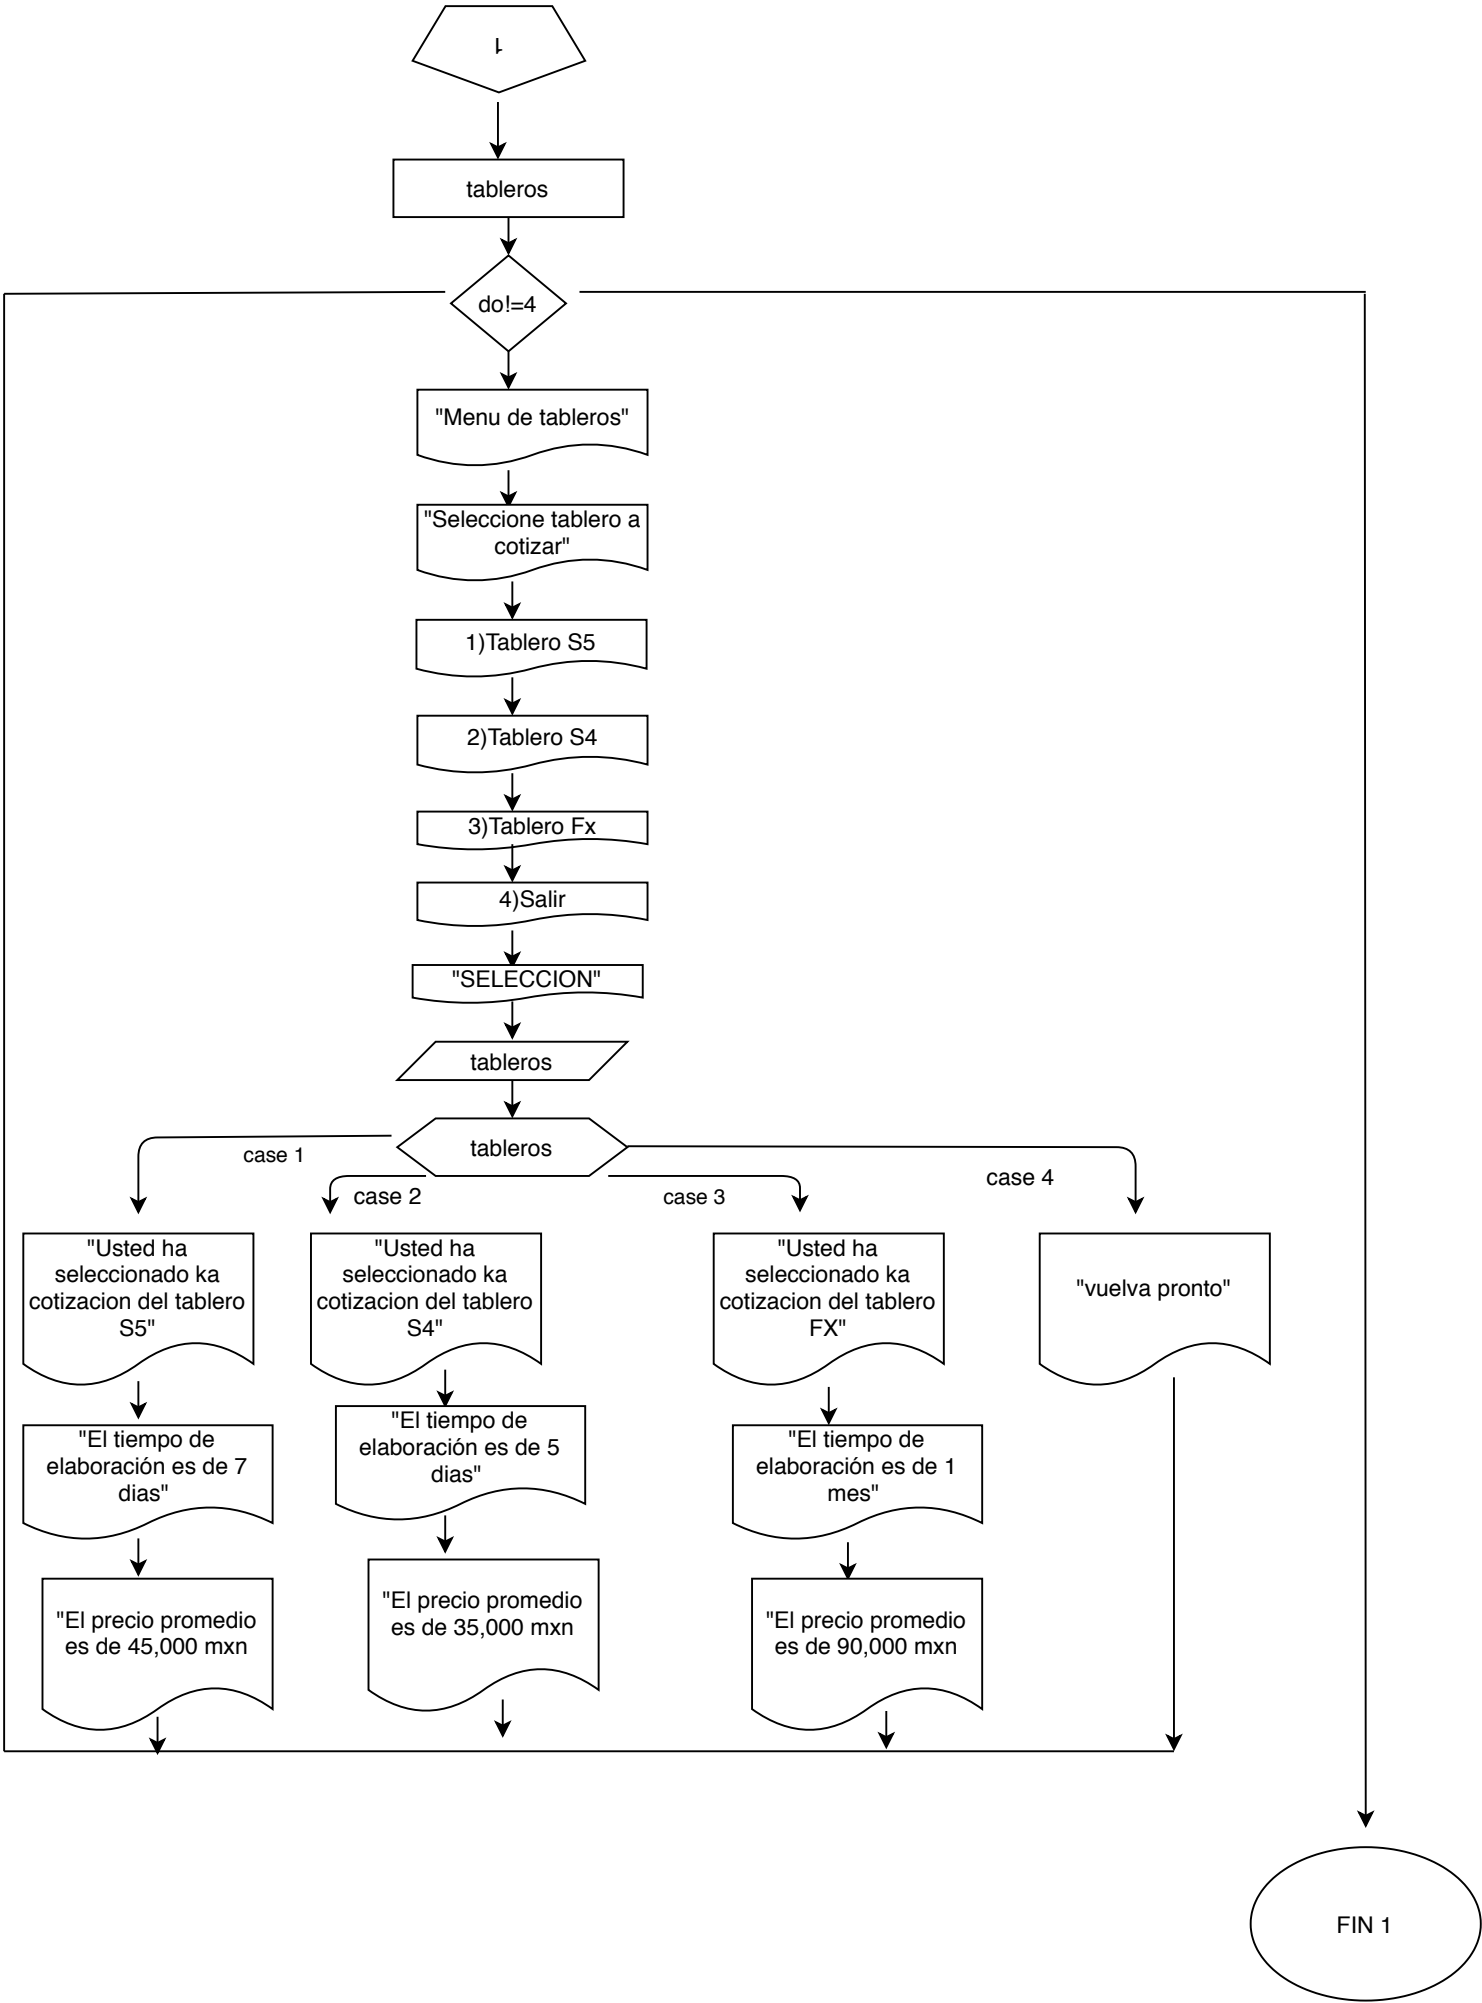 1
tableros
do!=4
"Menu de tableros"
"Seleccione tablero a
cotizar"
1)Tablero S5
2)Tablero S4
3)Tablero Fx
4)Salir
"SELECCION"
tableros
tableros
case 1
case 2
case 3
case 4
"Usted ha
seleccionado ka
cotizacion del tablero
S5"
"Usted ha
seleccionado ka
cotizacion del tablero
S4"
"Usted ha
seleccionado ka
cotizacion del tablero
FX"
"vuelva pronto"
"El tiempo de
elaboración es de 7
dias"
"El tiempo de
elaboración es de 5
dias"
"El tiempo de
elaboración es de 1
mes"
"El precio promedio
es de 45,000 mxn
"El precio promedio
es de 35,000 mxn
"El precio promedio
es de 90,000 mxn
FIN 1